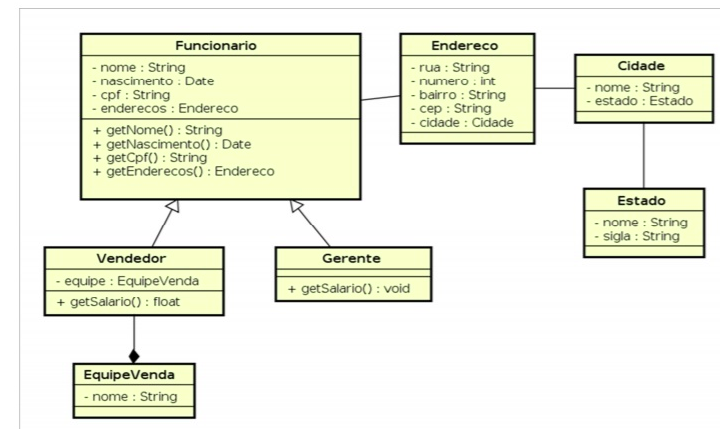 Funcionario
- nome : String
- nascimento : Date
- cpf : String
- enderecos : Endereco
+ getNome() : String
+ getNascimento() : Date
+ getCpf() : String
+ getEnderecos() : Endereco
Endereco
- rua : String
- numero : int
- bairro : String
- cep : String
- cidade : Cidade
Cidade
- nome : String
- estado : Estado
Estado
- nome : String
- sigla : String
Vendedor
- equipe : EquipeVenda
+ getSalario() : float
Gerente
+ getSalario() : void
EquipeVenda
- nome : String